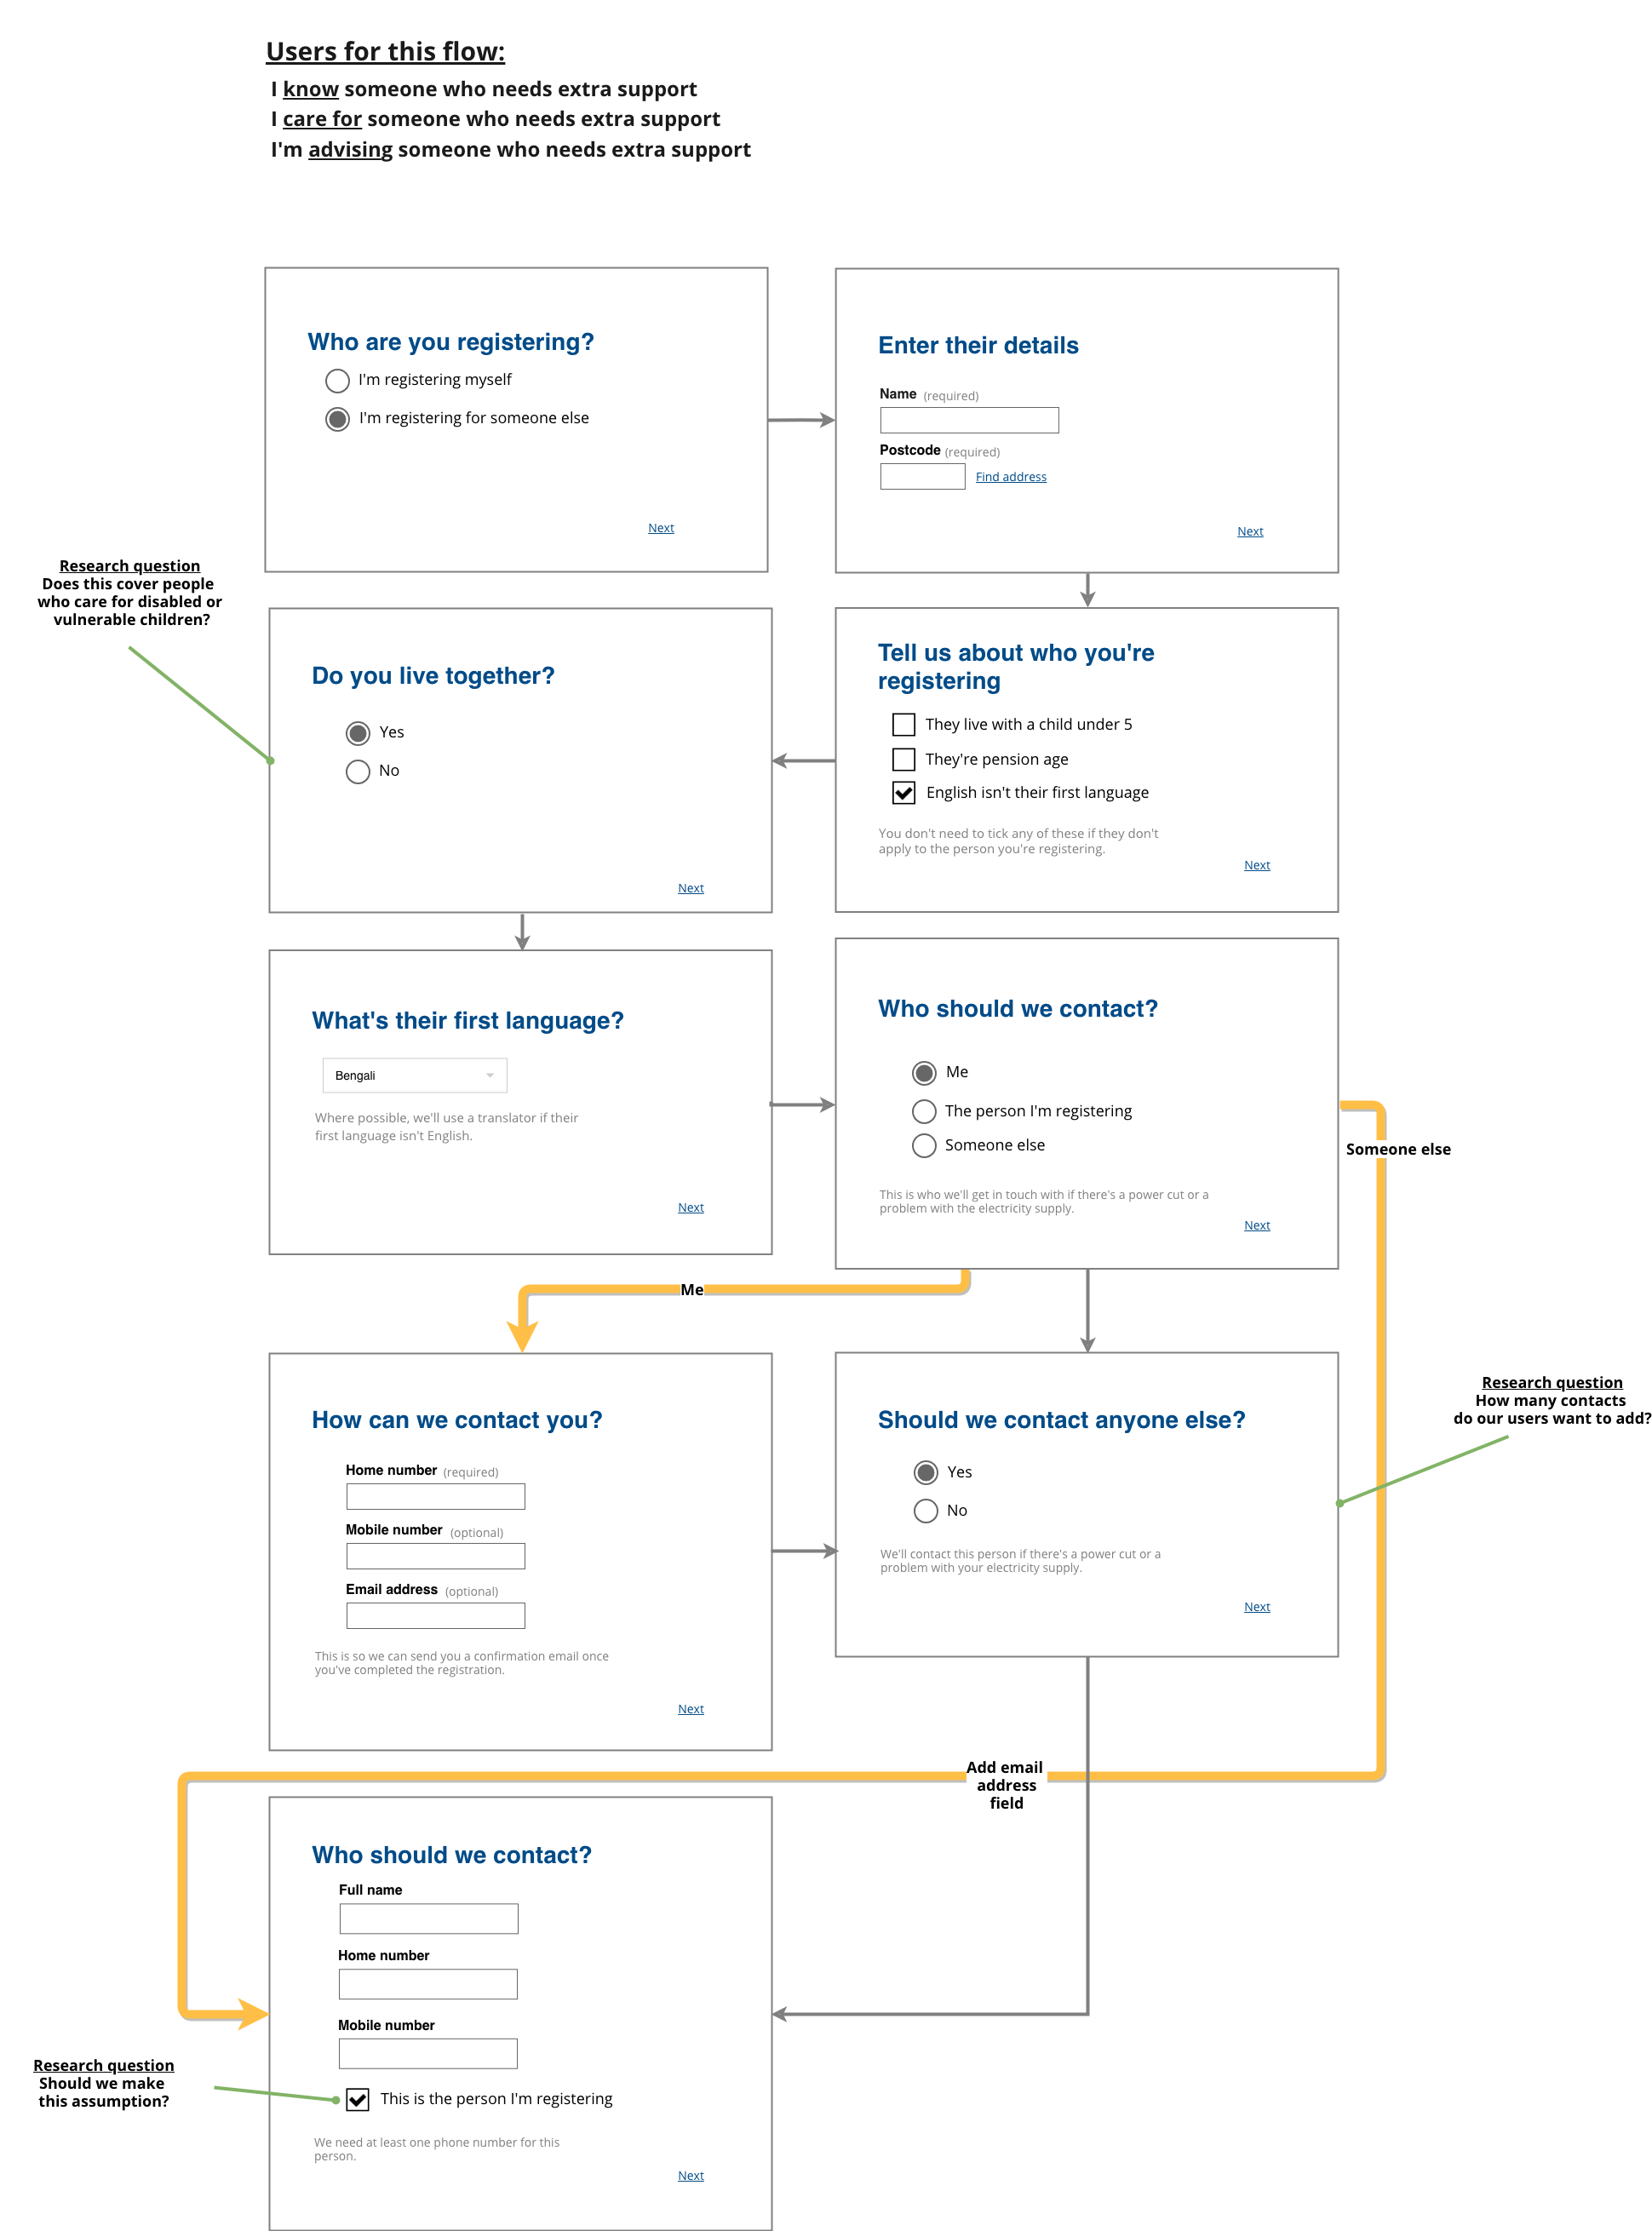 Users for this flow:
I know someone who needs extra support
I care for someone who needs extra support
I'm advising someone who needs extra support
Who are you registering?
I'm registering myself
I'm registering for someone else
Next
Enter their details
Name (required)
Postcode (required)
Find address
Next
Research question
Does this cover people
who care for disabled or
vulnerable children?
Tell us about who you're
registering
They live with a child under 5
They're pension age
English isn't their first language
You don't need to tick any of these if they don't
apply to the person you're registering.
Next
Do you live together?
Yes
No
Next
What's their first language?
Bengali
Where possible, we'll use a translator if their
first language isn't English.
Next
Who should we contact?
Me
The person I'm registering
Someone else
This is who we'll get in touch with if there's a power cut or a
problem with the electricity supply.
Next
Someone else
Me
How can we contact you?
Home number (required)
Mobile number (optional)
Email address (optional)
This is so we can send you a confirmation email once
you've completed the registration.
Next
Should we contact anyone else?
Yes
No
We'll contact this person if there's a power cut or a
problem with your electricity supply.
Next
Research question
How many contacts
do our users want to add?
Add email
address
field
Who should we contact?
Full name
Home number
Mobile number
This is the person I'm registering
We need at least one phone number for this
person.
Next
Research question
Should we make
this assumption?